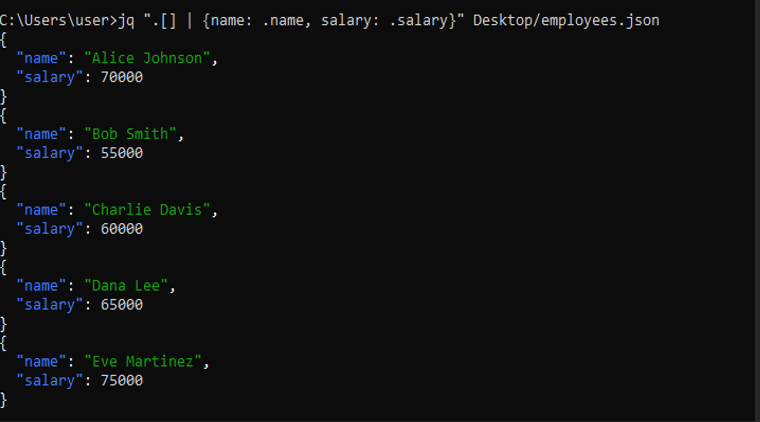 C:\Users\user>jq ".[] | {name: .name, salary: .salary}" Desktop/employees.json
{
  "name": "Alice Johnson",
  "salary": 70000
}
{
  "name": "Bob Smith",
  "salary": 55000
}
{
  "name": "Charlie Davis",
  "salary": 60000
}
{
  "name": "Dana Lee",
  "salary": 65000
}
{
  "name": "Eve Martinez",
  "salary": 75000
}